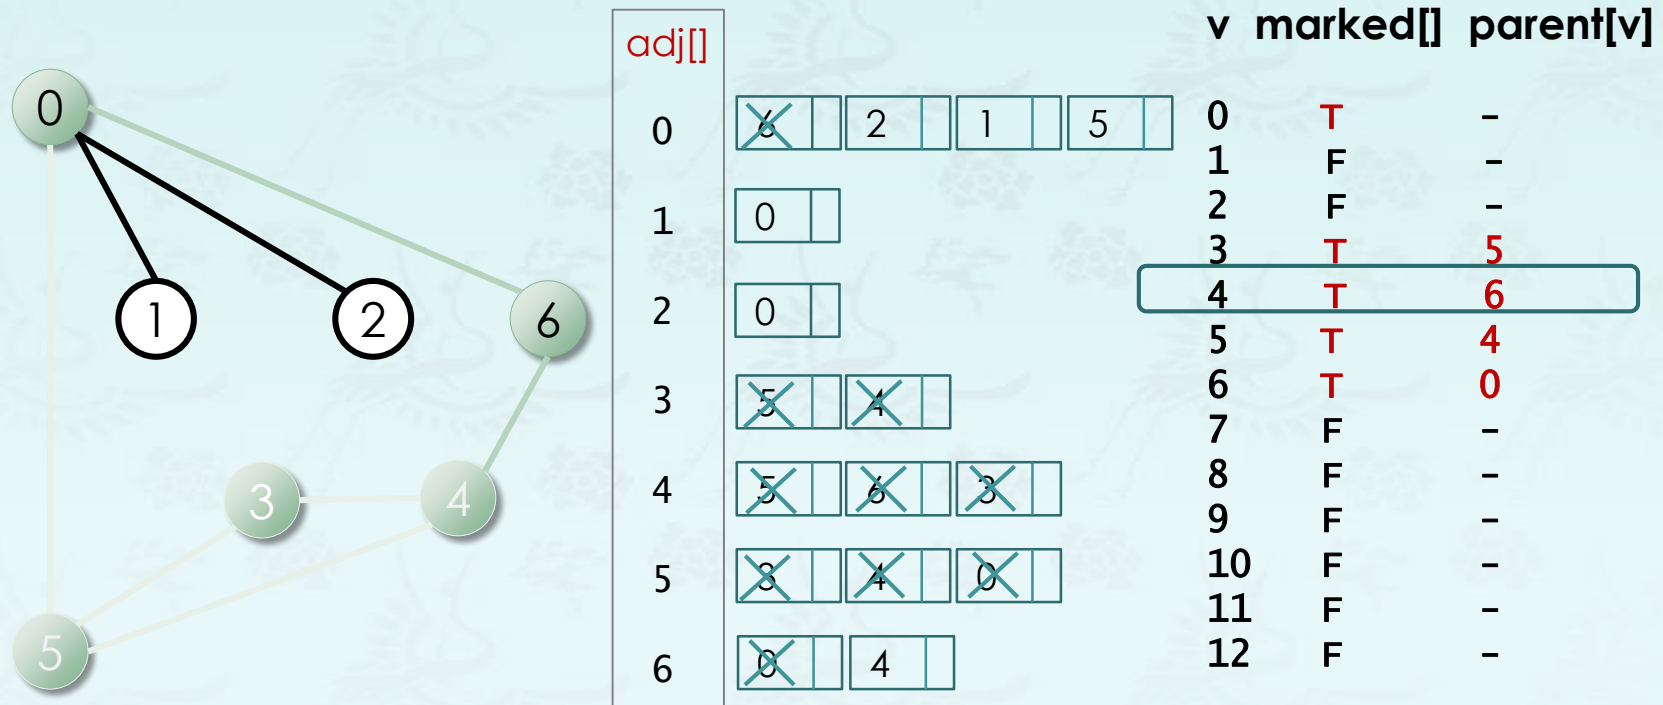 adj[]
0 6 2 1 5
1 0
2 0
3 5 4
4 5 6 3
5 3 4 0
6 0 4
v marked[] parent[v]
0 T –
1 F –
2 F –
3 T 5
4 T 6
5 T 4
6 T 0
7 F –
8 F –
9 F –
10 F –
11 F –
12 F –
0
1
2
6
3
4
5